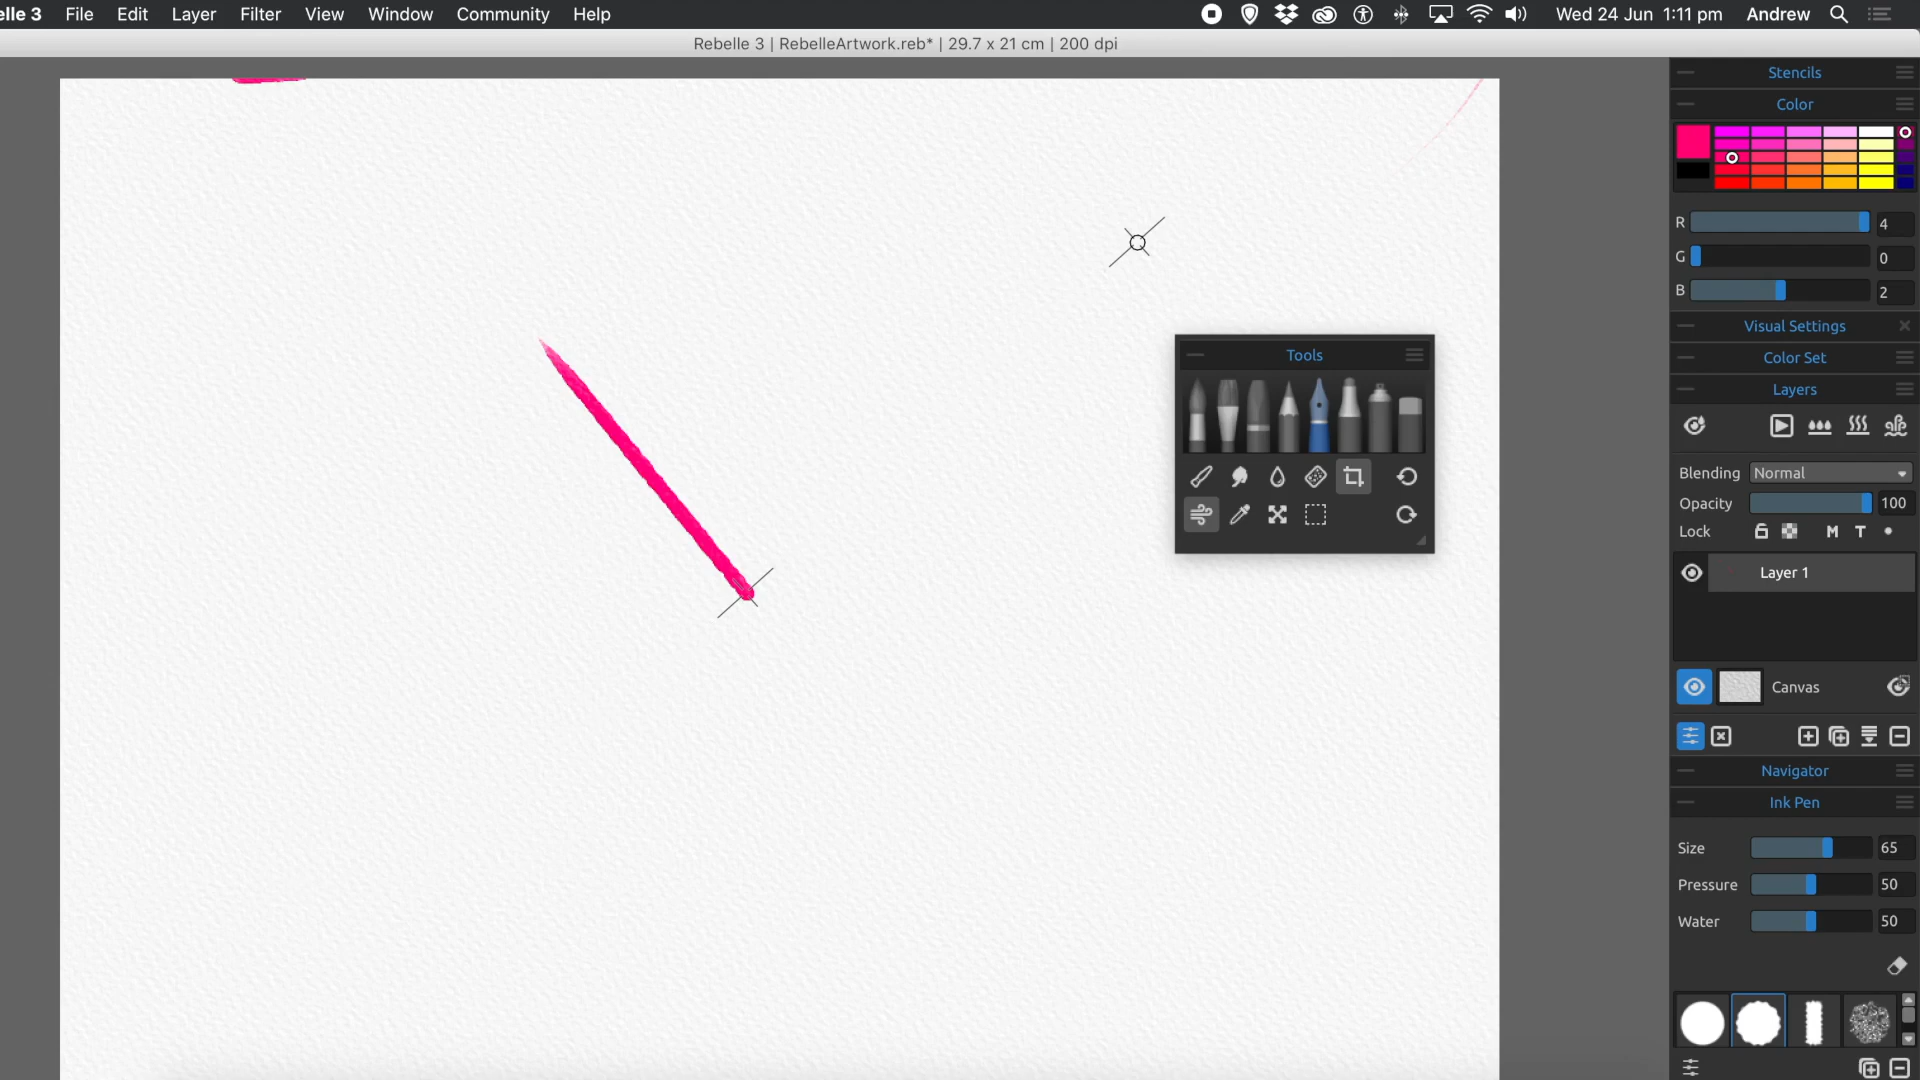 elle 3 File Edit Layer Filter View Window Community Help Wed 24 Jun 1:11 pm Andrew
Rebelle 3 | RebelleArtwork.reb* | 29.7 x 21 cm | 200 dpi
Stencils
Color
R 4
G 0
B 2
Visual Settings
Color Set
Layers
Tools
Blending Normal
Opacity 100
Lock M T
Layer 1
Canvas
Navigator
Ink Pen
Size 65
Pressure 50
Water 50